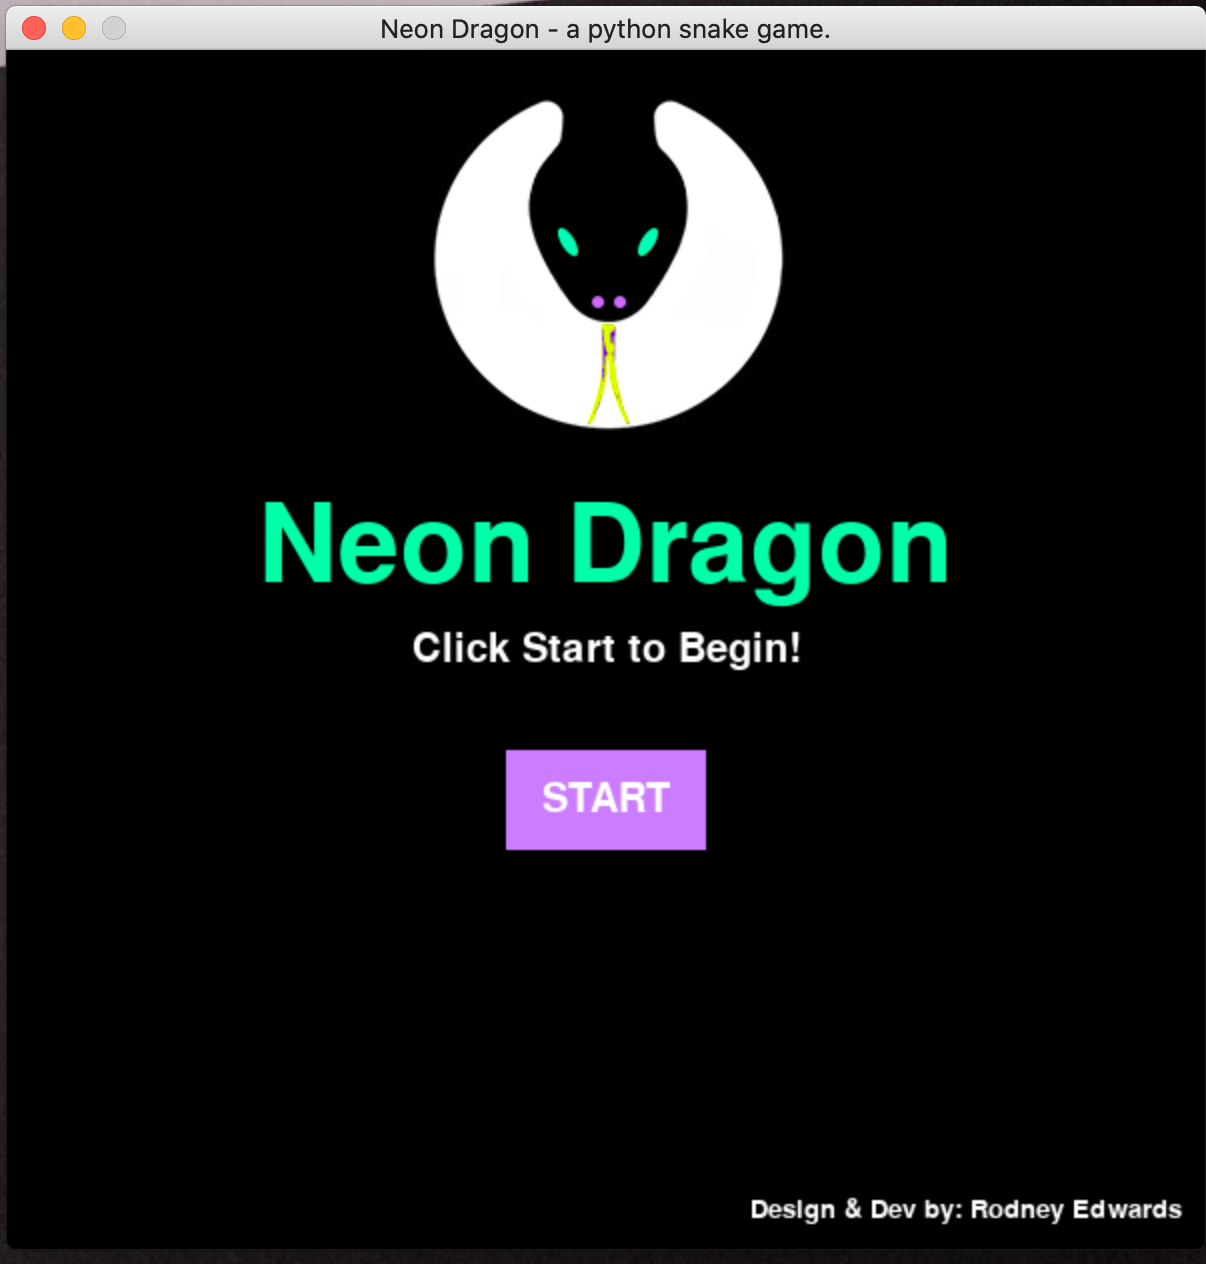 Neon Dragon - a python snake game.
Neon Dragon
Click Start to Begin!
START
Design & Dev by: Rodney Edwards